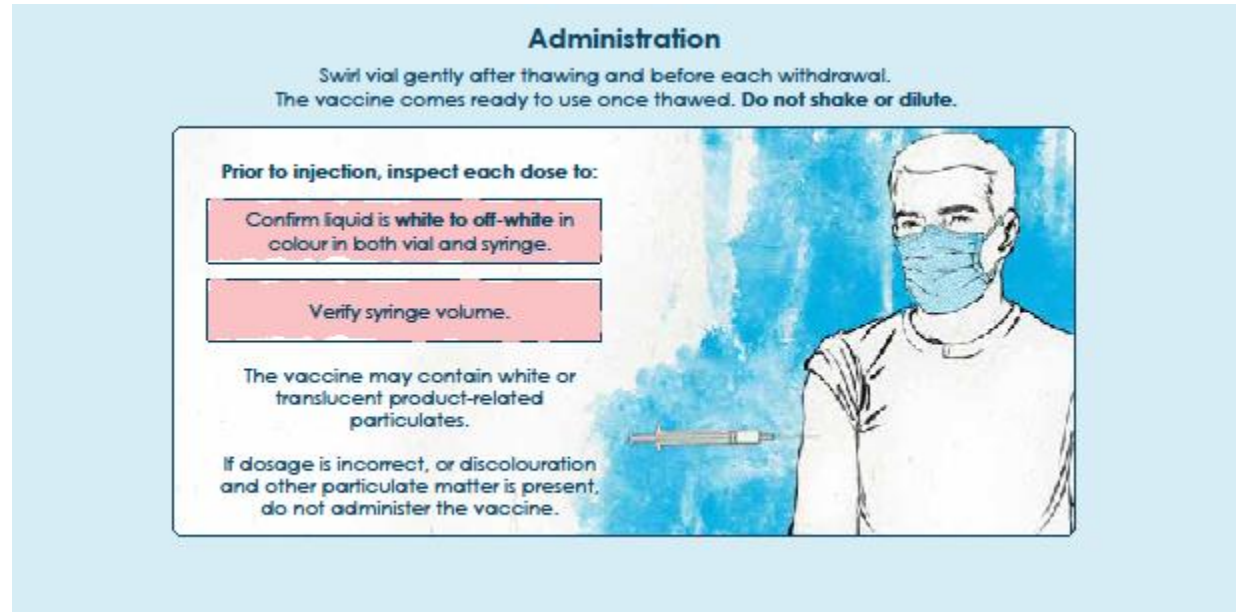 Administration
Swirl vial gently after thawing and before each withdrawal.
The vaccine comes ready to use once thawed. Do not shake or dilute.
Prior to injection, inspect each dose to:
Confirm liquid is white to off-white in
colour in both vial and syringe.
Verify syringe volume.
The vaccine may contain white or
translucent product-related
particulates.
If dosage is incorrect, or discolouration
and other particulate matter is present,
do not administer the vaccine.